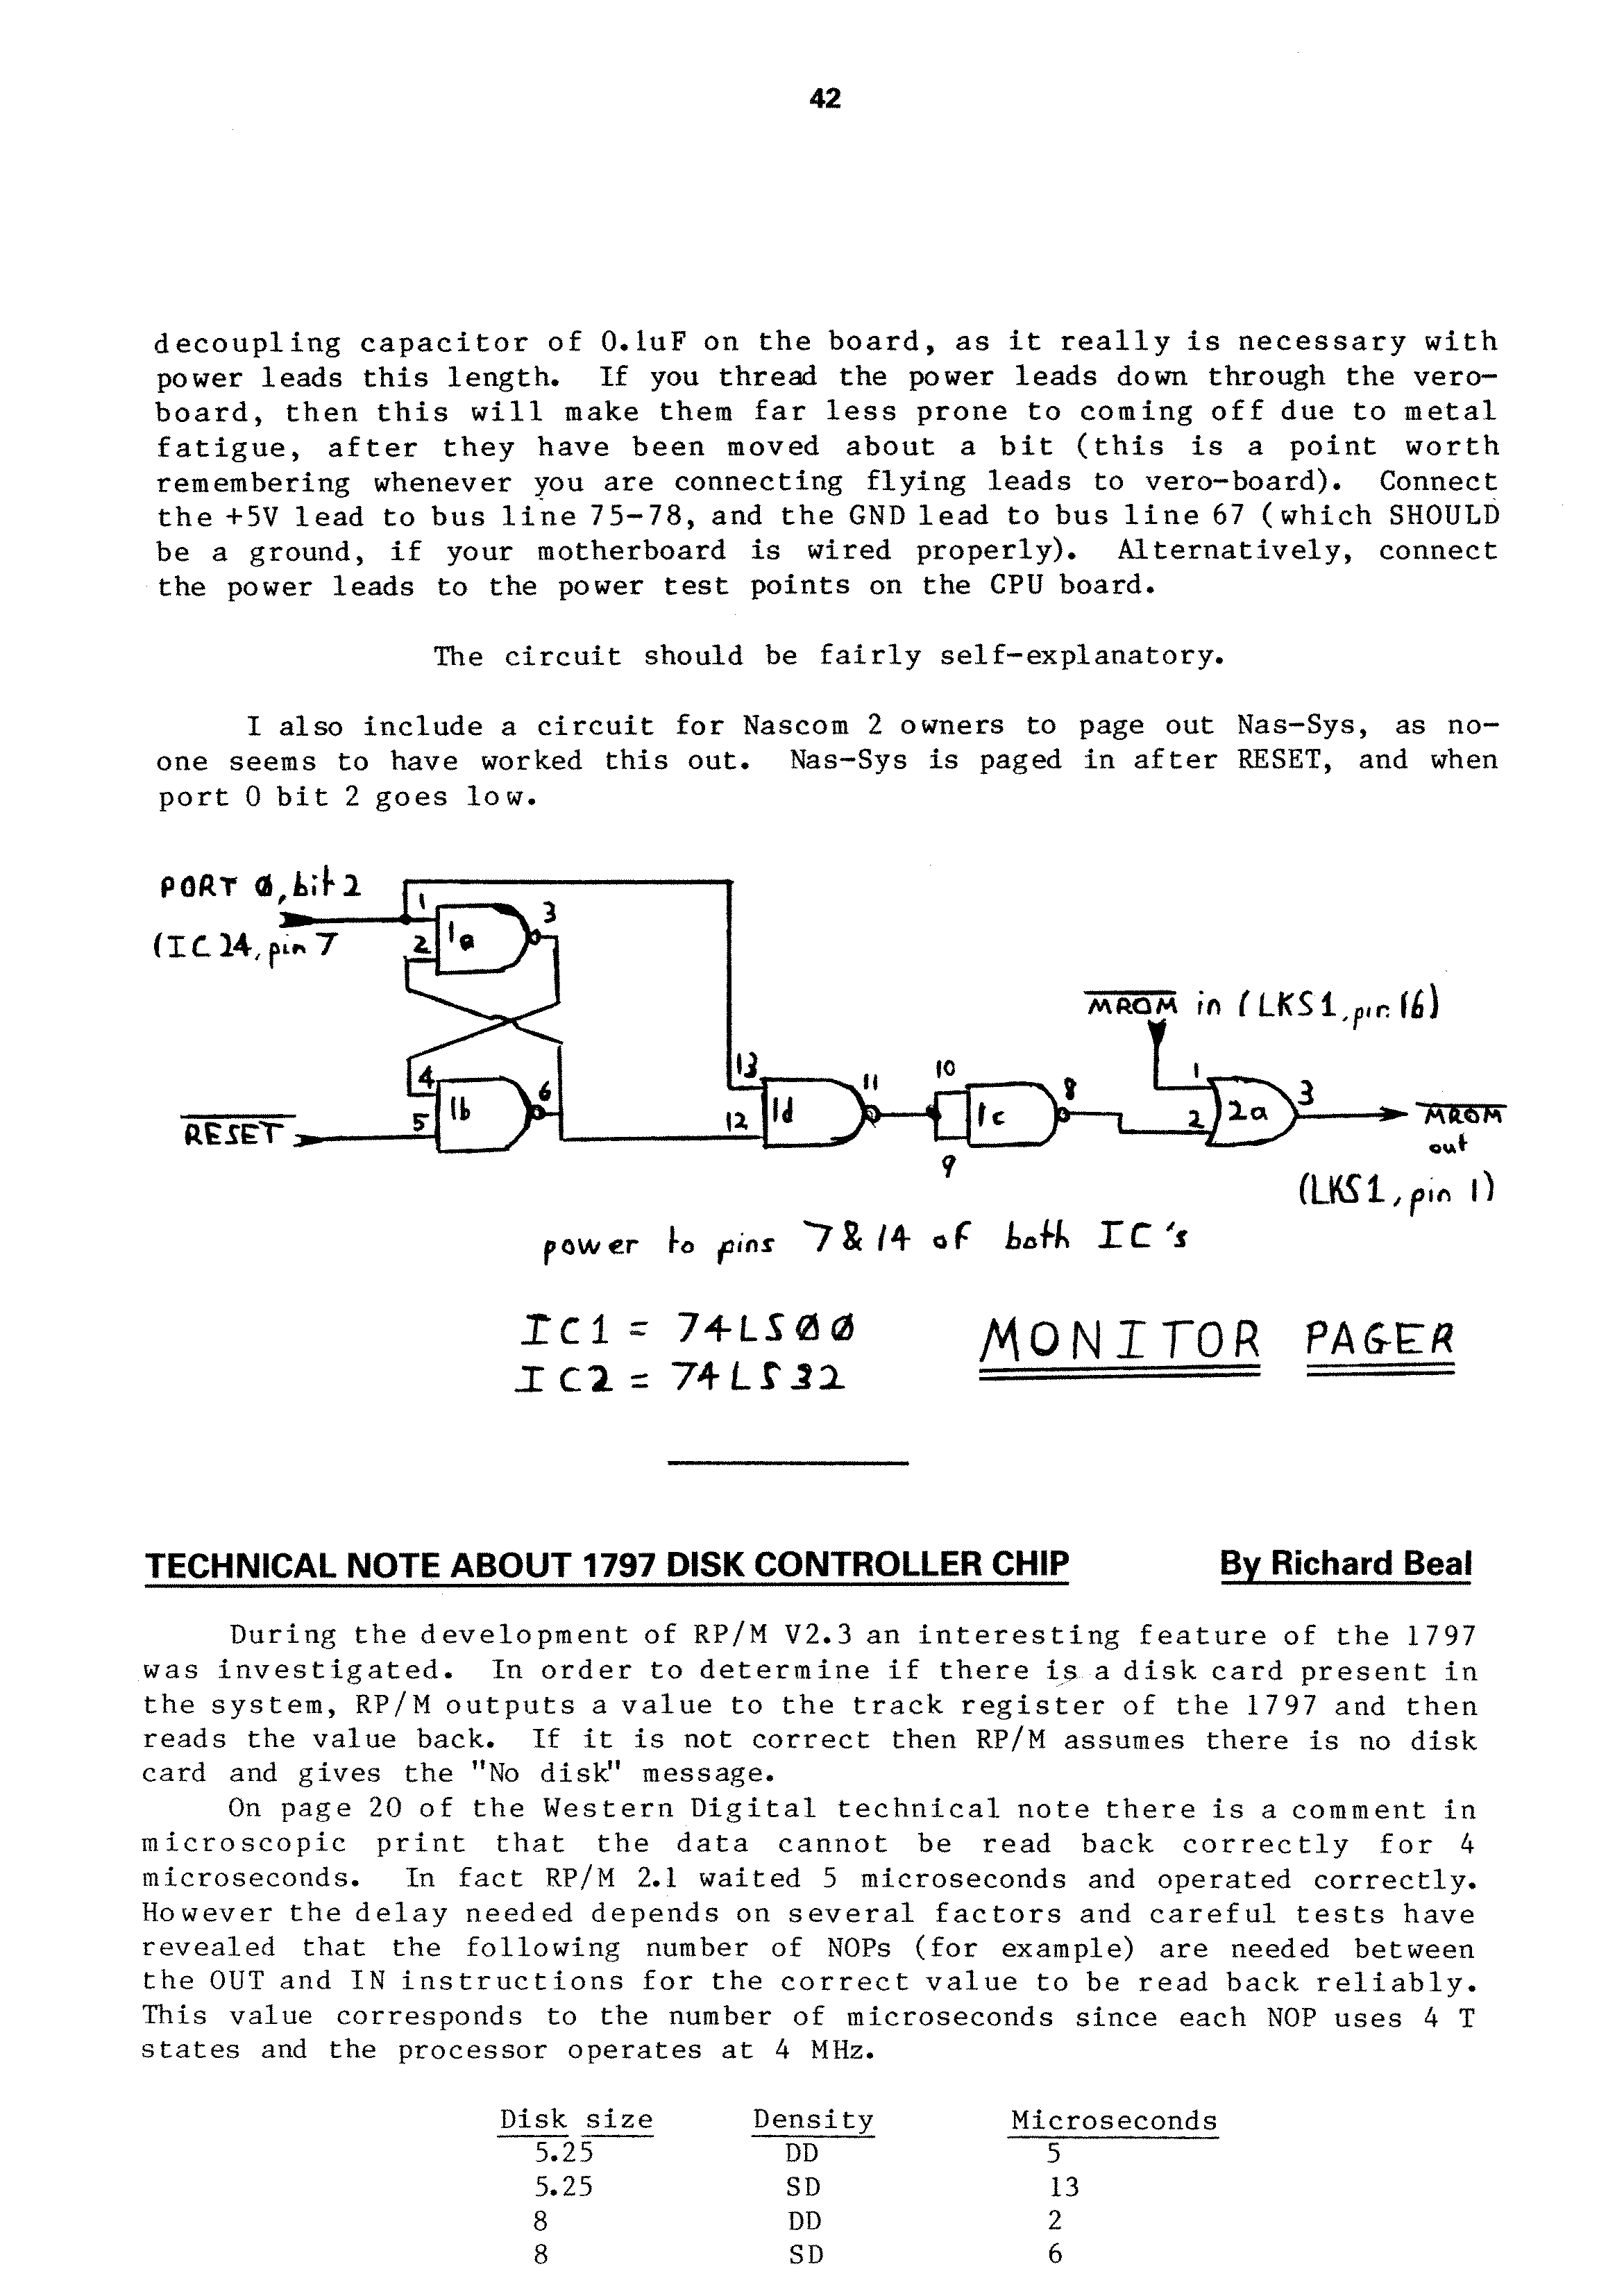 42
decoupling capacitor of 0.1uF on the board, as it really is necessary with
power leads this length. If you thread the power leads down through the vero-
board, then this will make them far less prone to coming off due to metal
fatigue, after they have been moved about a bit (this is a point worth
remembering whenever you are connecting flying leads to vero-board). Connect
the +5V lead to bus line 75-78, and the GND lead to bus line 67 (which SHOULD
be a ground, if your motherboard is wired properly). Alternatively, connect
the power leads to the power test points on the CPU board.
The circuit should be fairly self-explanatory.
I also include a circuit for Nascom 2 owners to page out Nas-Sys, as no-
one seems to have worked this out. Nas-Sys is paged in after RESET, and when
port 0 bit 2 goes low.
PORT 0, bit 2
(IC 24, pin 7
1
2
1a
3
4
5
1b
6
RESET
13
12
1d
11
10
9
1c
8
MROM in (LKS1, pin 16)
1
2
2a
3
MROM
out
(LKS1, pin 1)
power to pins 7 & 14 of both IC's
IC1 = 74LS00
IC2 = 74LS32
MONITOR PAGER
TECHNICAL NOTE ABOUT 1797 DISK CONTROLLER CHIP By Richard Beal
During the development of RP/M V2.3 an interesting feature of the 1797
was investigated. In order to determine if there is a disk card present in
the system, RP/M outputs a value to the track register of the 1797 and then
reads the value back. If it is not correct then RP/M assumes there is no disk
card and gives the "No disk" message.
On page 20 of the Western Digital technical note there is a comment in
microscopic print that the data cannot be read back correctly for 4
microseconds. In fact RP/M 2.1 waited 5 microseconds and operated correctly.
However the delay needed depends on several factors and careful tests have
revealed that the following number of NOPs (for example) are needed between
the OUT and IN instructions for the correct value to be read back reliably.
This value corresponds to the number of microseconds since each NOP uses 4 T
states and the processor operates at 4 MHz.
Disk size Density Microseconds
5.25 DD 5
5.25 SD 13
8 DD 2
8 SD 6